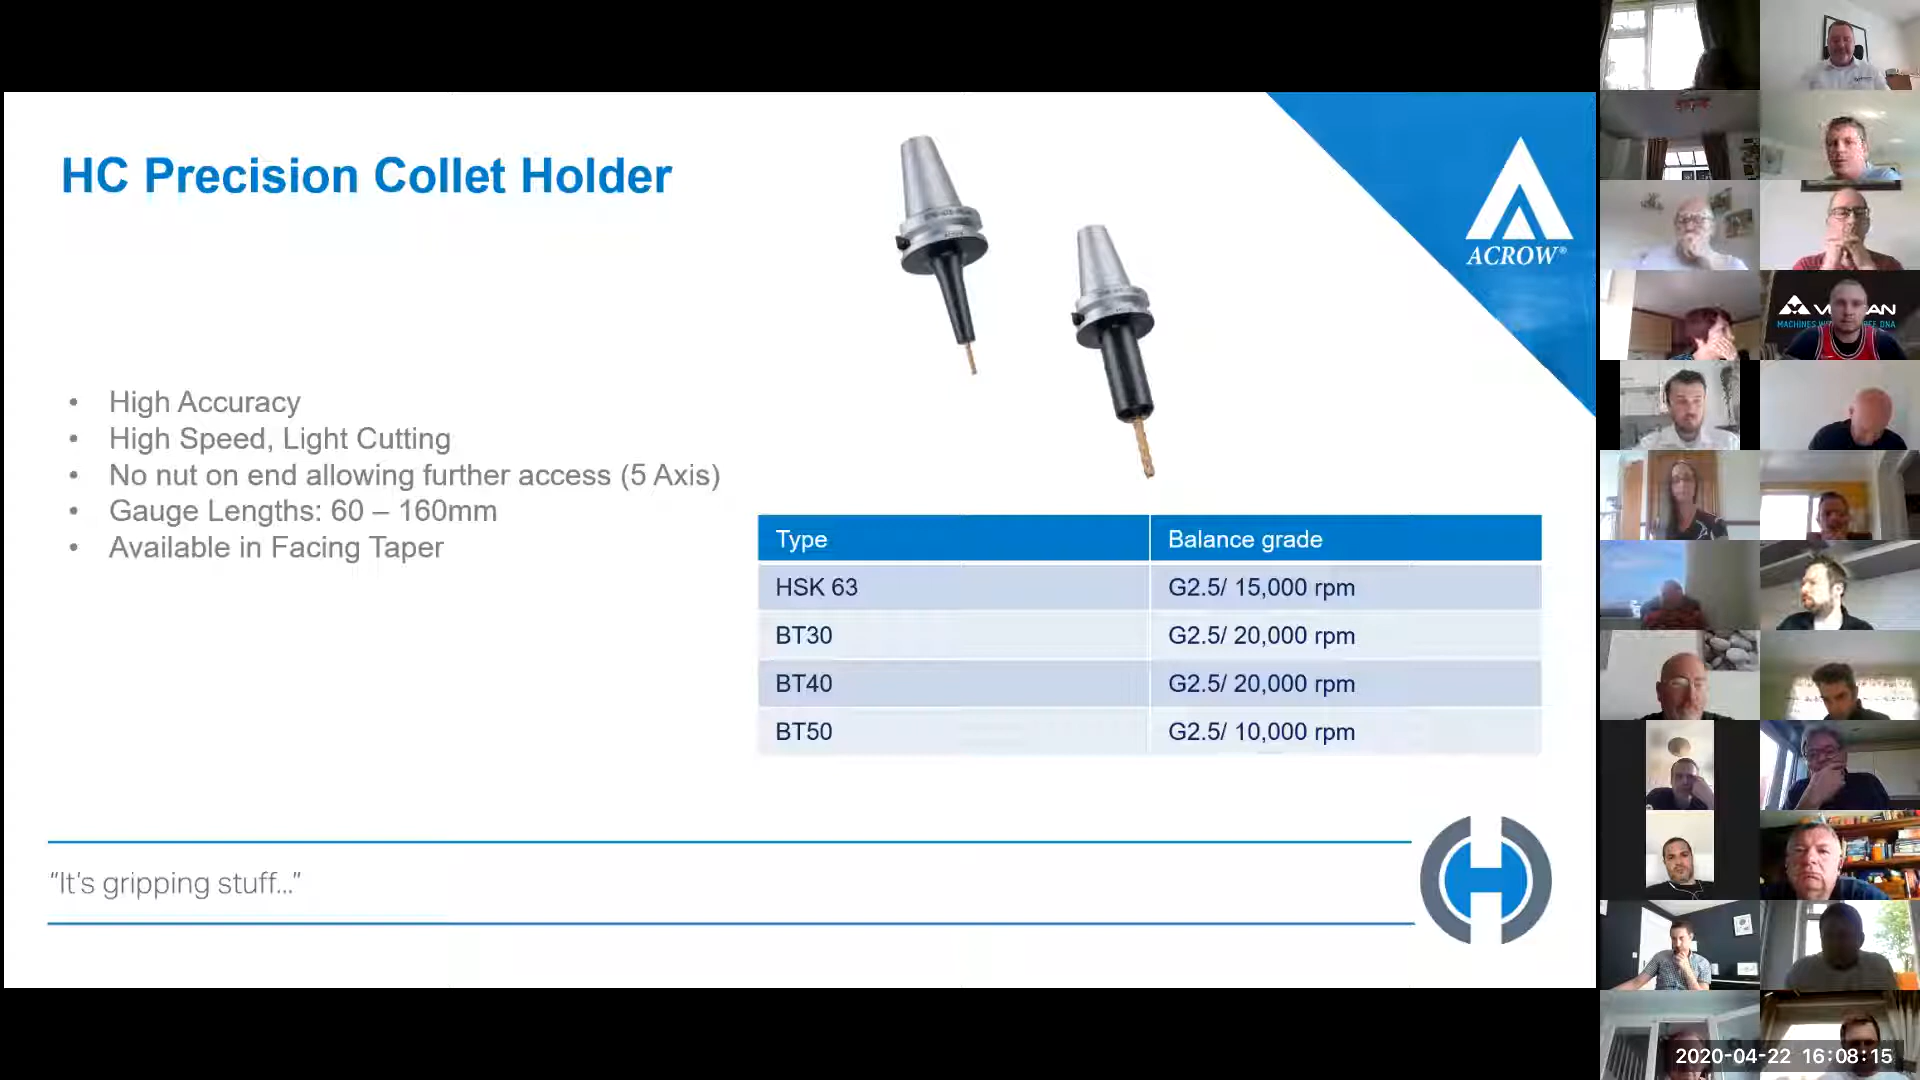 HC Precision Collet Holder
ACROW®
• High Accuracy
• High Speed, Light Cutting
• No nut on end allowing further access (5 Axis)
• Gauge Lengths: 60 – 160mm
• Available in Facing Taper
Type Balance grade
HSK 63 G2.5/ 15,000 rpm
BT30 G2.5/ 20,000 rpm
BT40 G2.5/ 20,000 rpm
BT50 G2.5/ 10,000 rpm
“It's gripping stuff...”
MACHINES
DNA
2020-04-22 16:08:15